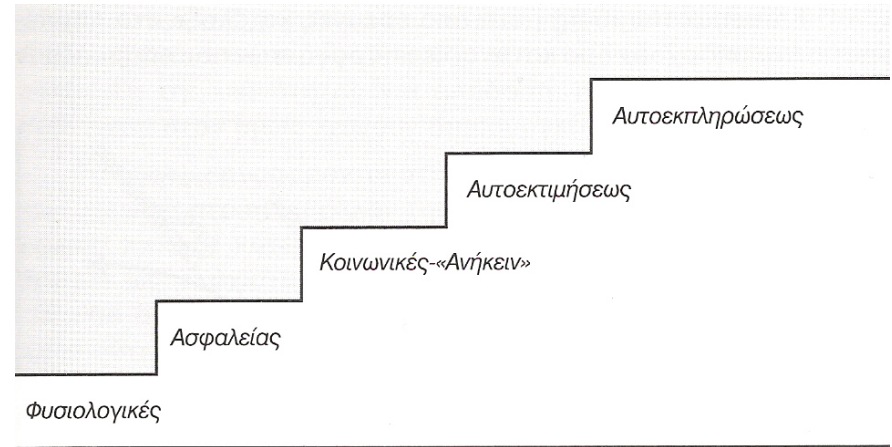 Αυτοεκπληρώσεως
Αυτοεκτιμήσεως
Κοινωνικές-«Ανήκειν»
Ασφαλείας
Φυσιολογικές